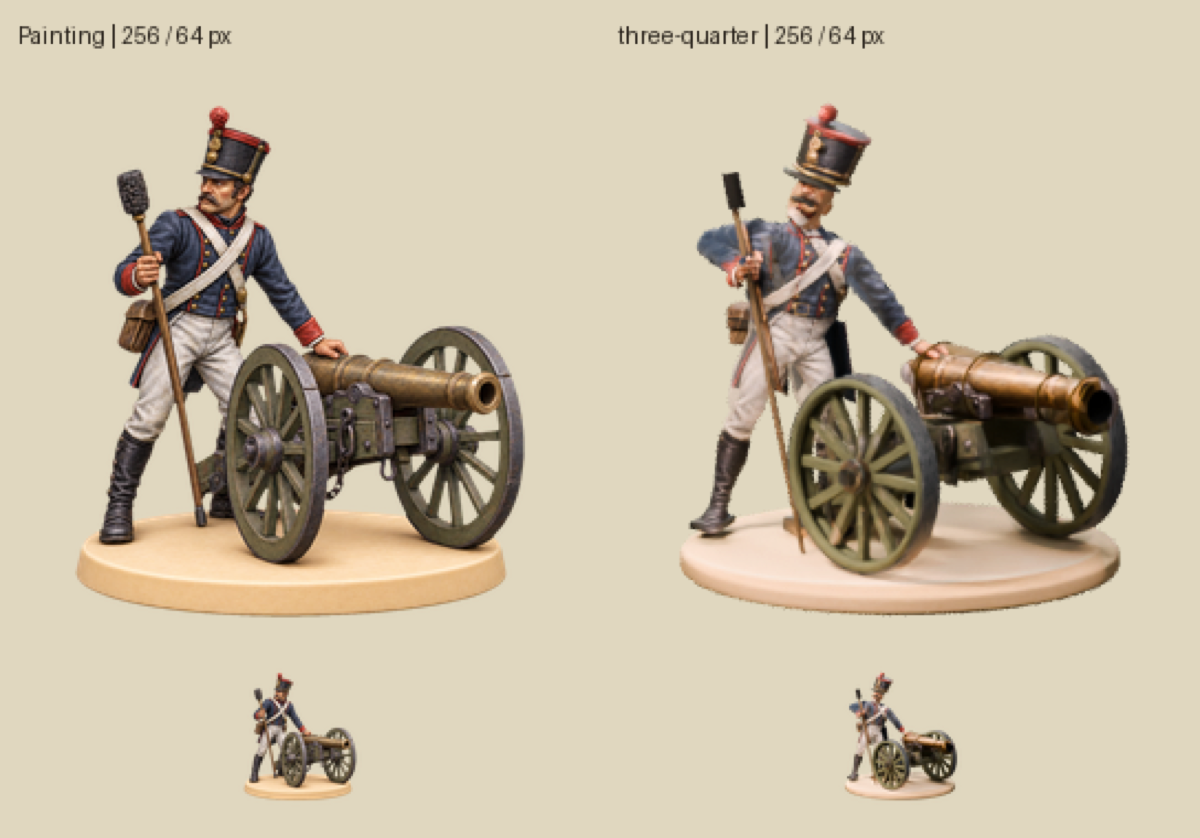 Painting | 256 / 64 px
three-quarter | 256 / 64 px